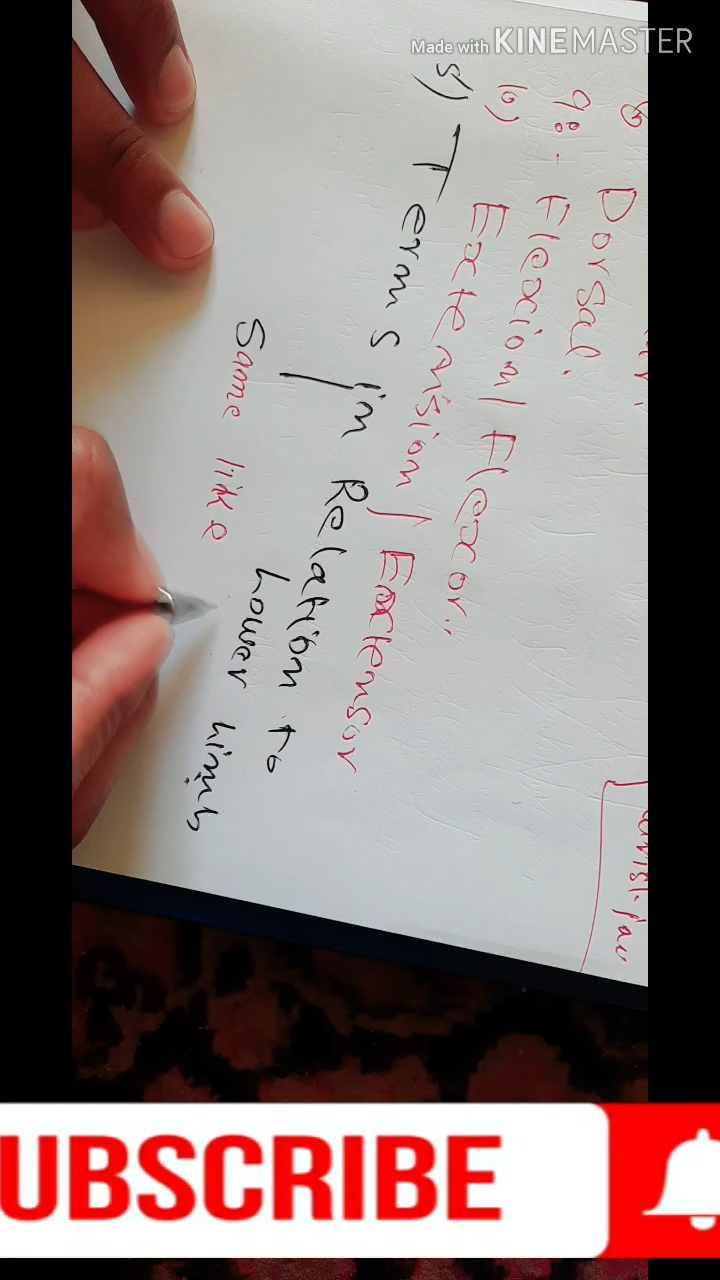 Made with KINEMASTER
8) Dorsal.
9:- Flexion / Flexor..
10) Extension / Extensor
5) Terms in Relation to
Lower Limb
Same like
UBSCRIBE